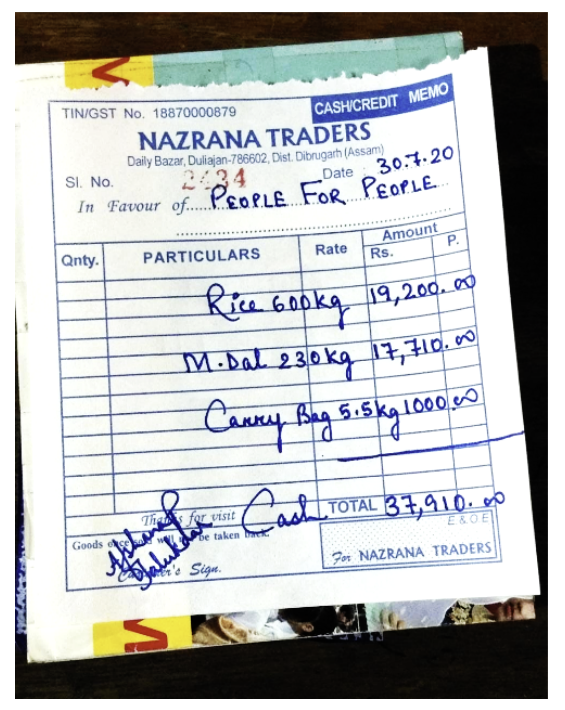 TIN/GST No. 18870000879 CASH/CREDIT MEMO
NAZRANA TRADERS
Daily Bazar, Duliajan-786602, Dist. Dibrugarh (Assam)
Sl. No. 2434 Date : 30.7.20
In Favour of PEOPLE FOR PEOPLE
Qnty. PARTICULARS Rate Amount
Rs. P.
Rice 600kg 19,200.00
M.Dal 230kg 17,710.00
Carry Bag 5.5kg 1000.00
Thanks for visit Cash TOTAL 37,910.00
E & O E
Goods once sold will be taken back.
Sign.
For NAZRANA TRADERS